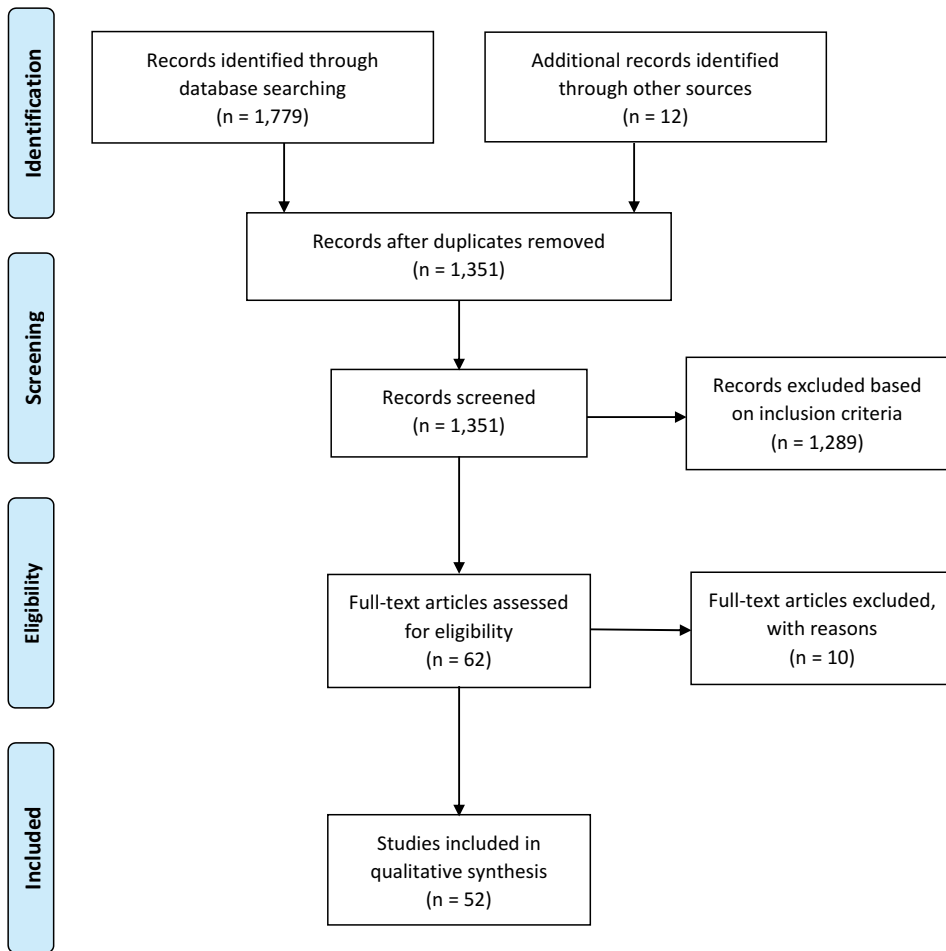 Identification
Records identified through
database searching
(n = 1,779)
Additional records identified
through other sources
(n = 12)
Records after duplicates removed
(n = 1,351)
Screening
Records screened
(n = 1,351)
Records excluded based
on inclusion criteria
(n = 1,289)
Eligibility
Full-text articles assessed
for eligibility
(n = 62)
Full-text articles excluded,
with reasons
(n = 10)
Included
Studies included in
qualitative synthesis
(n = 52)